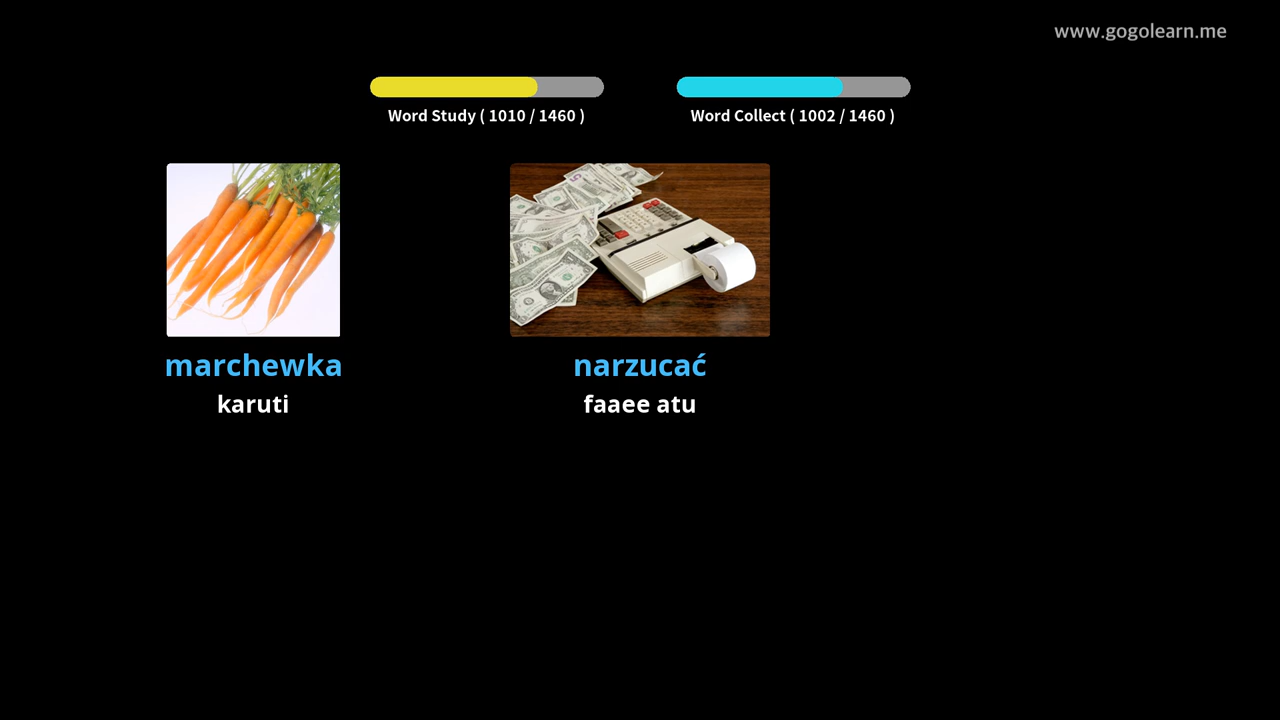 www.gogolearn.me
Word Study ( 1010 / 1460 )
Word Collect ( 1002 / 1460 )
marchewka
karuti
narzucać
faaee atu